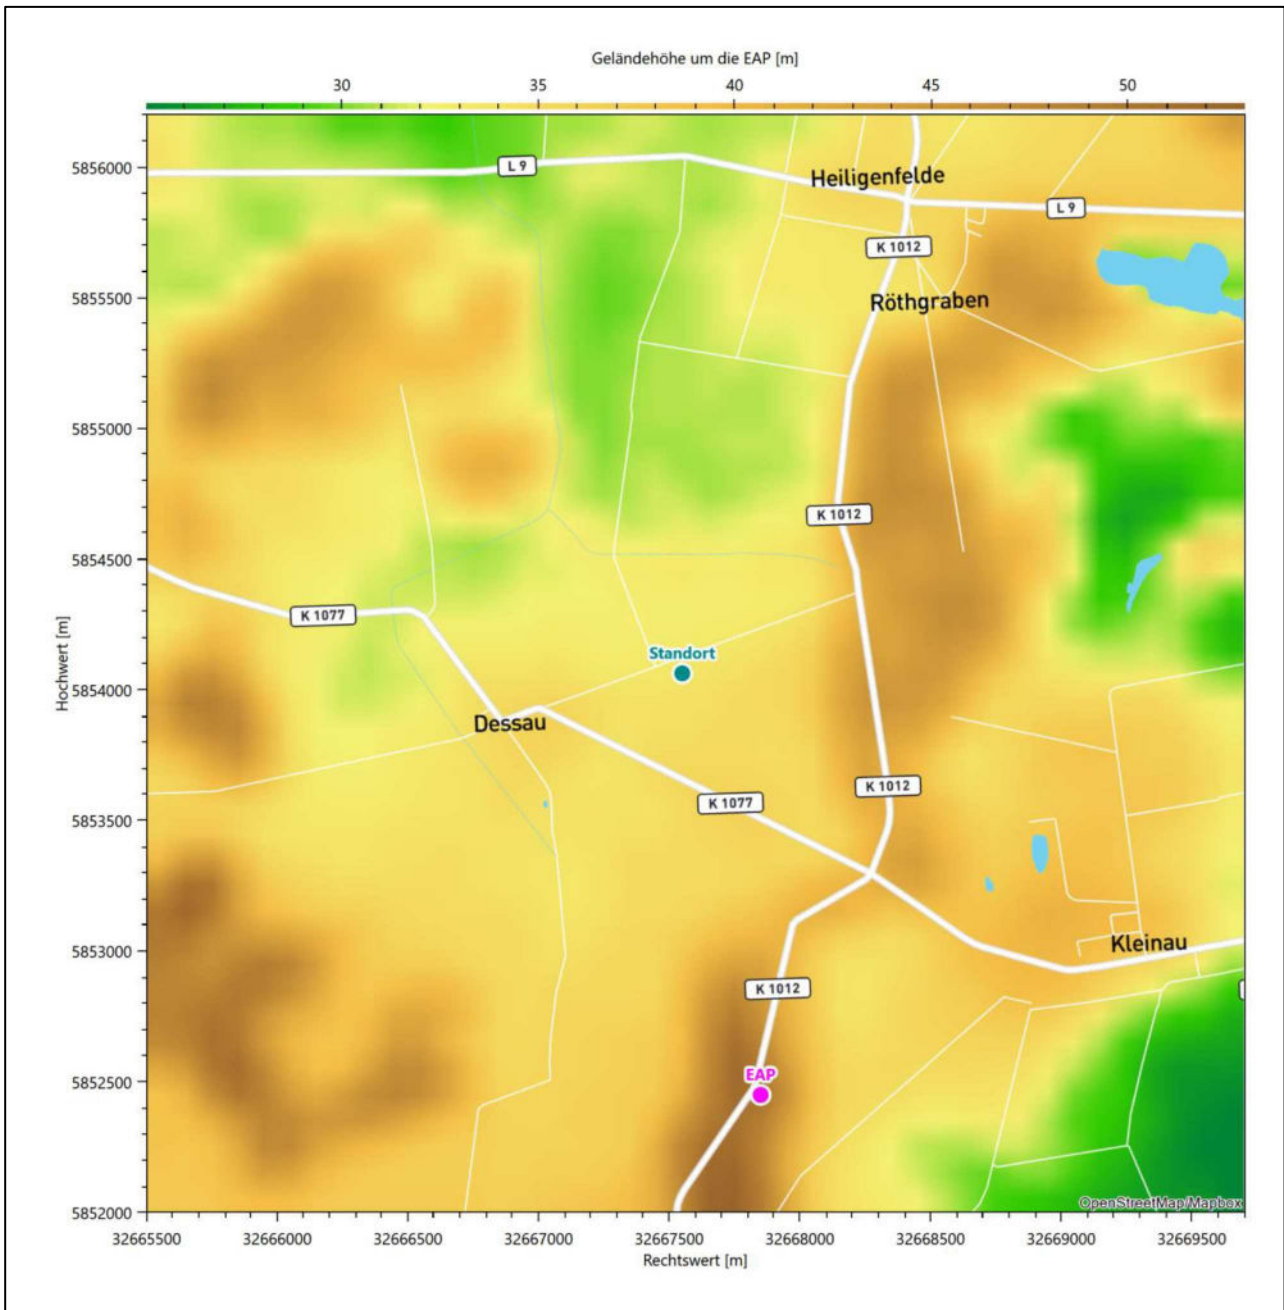 Geländehöhe um die EAP [m]
30 35 40 45 50
5856000
L 9
Heiligenfelde
L 9
K 1012
5855500
Röthgraben
5855000
K 1012
5854500
K 1077
Standort
Hochwert [m]
5854000
Dessau
K 1012
K 1077
5853500
5853000
Kleinau
K 1012
5852500
EAP
OpenStreetMap/Mapbox
5852000
32665500 32666000 32666500 32667000 32667500 32668000 32668500 32669000 32669500
Rechtswert [m]